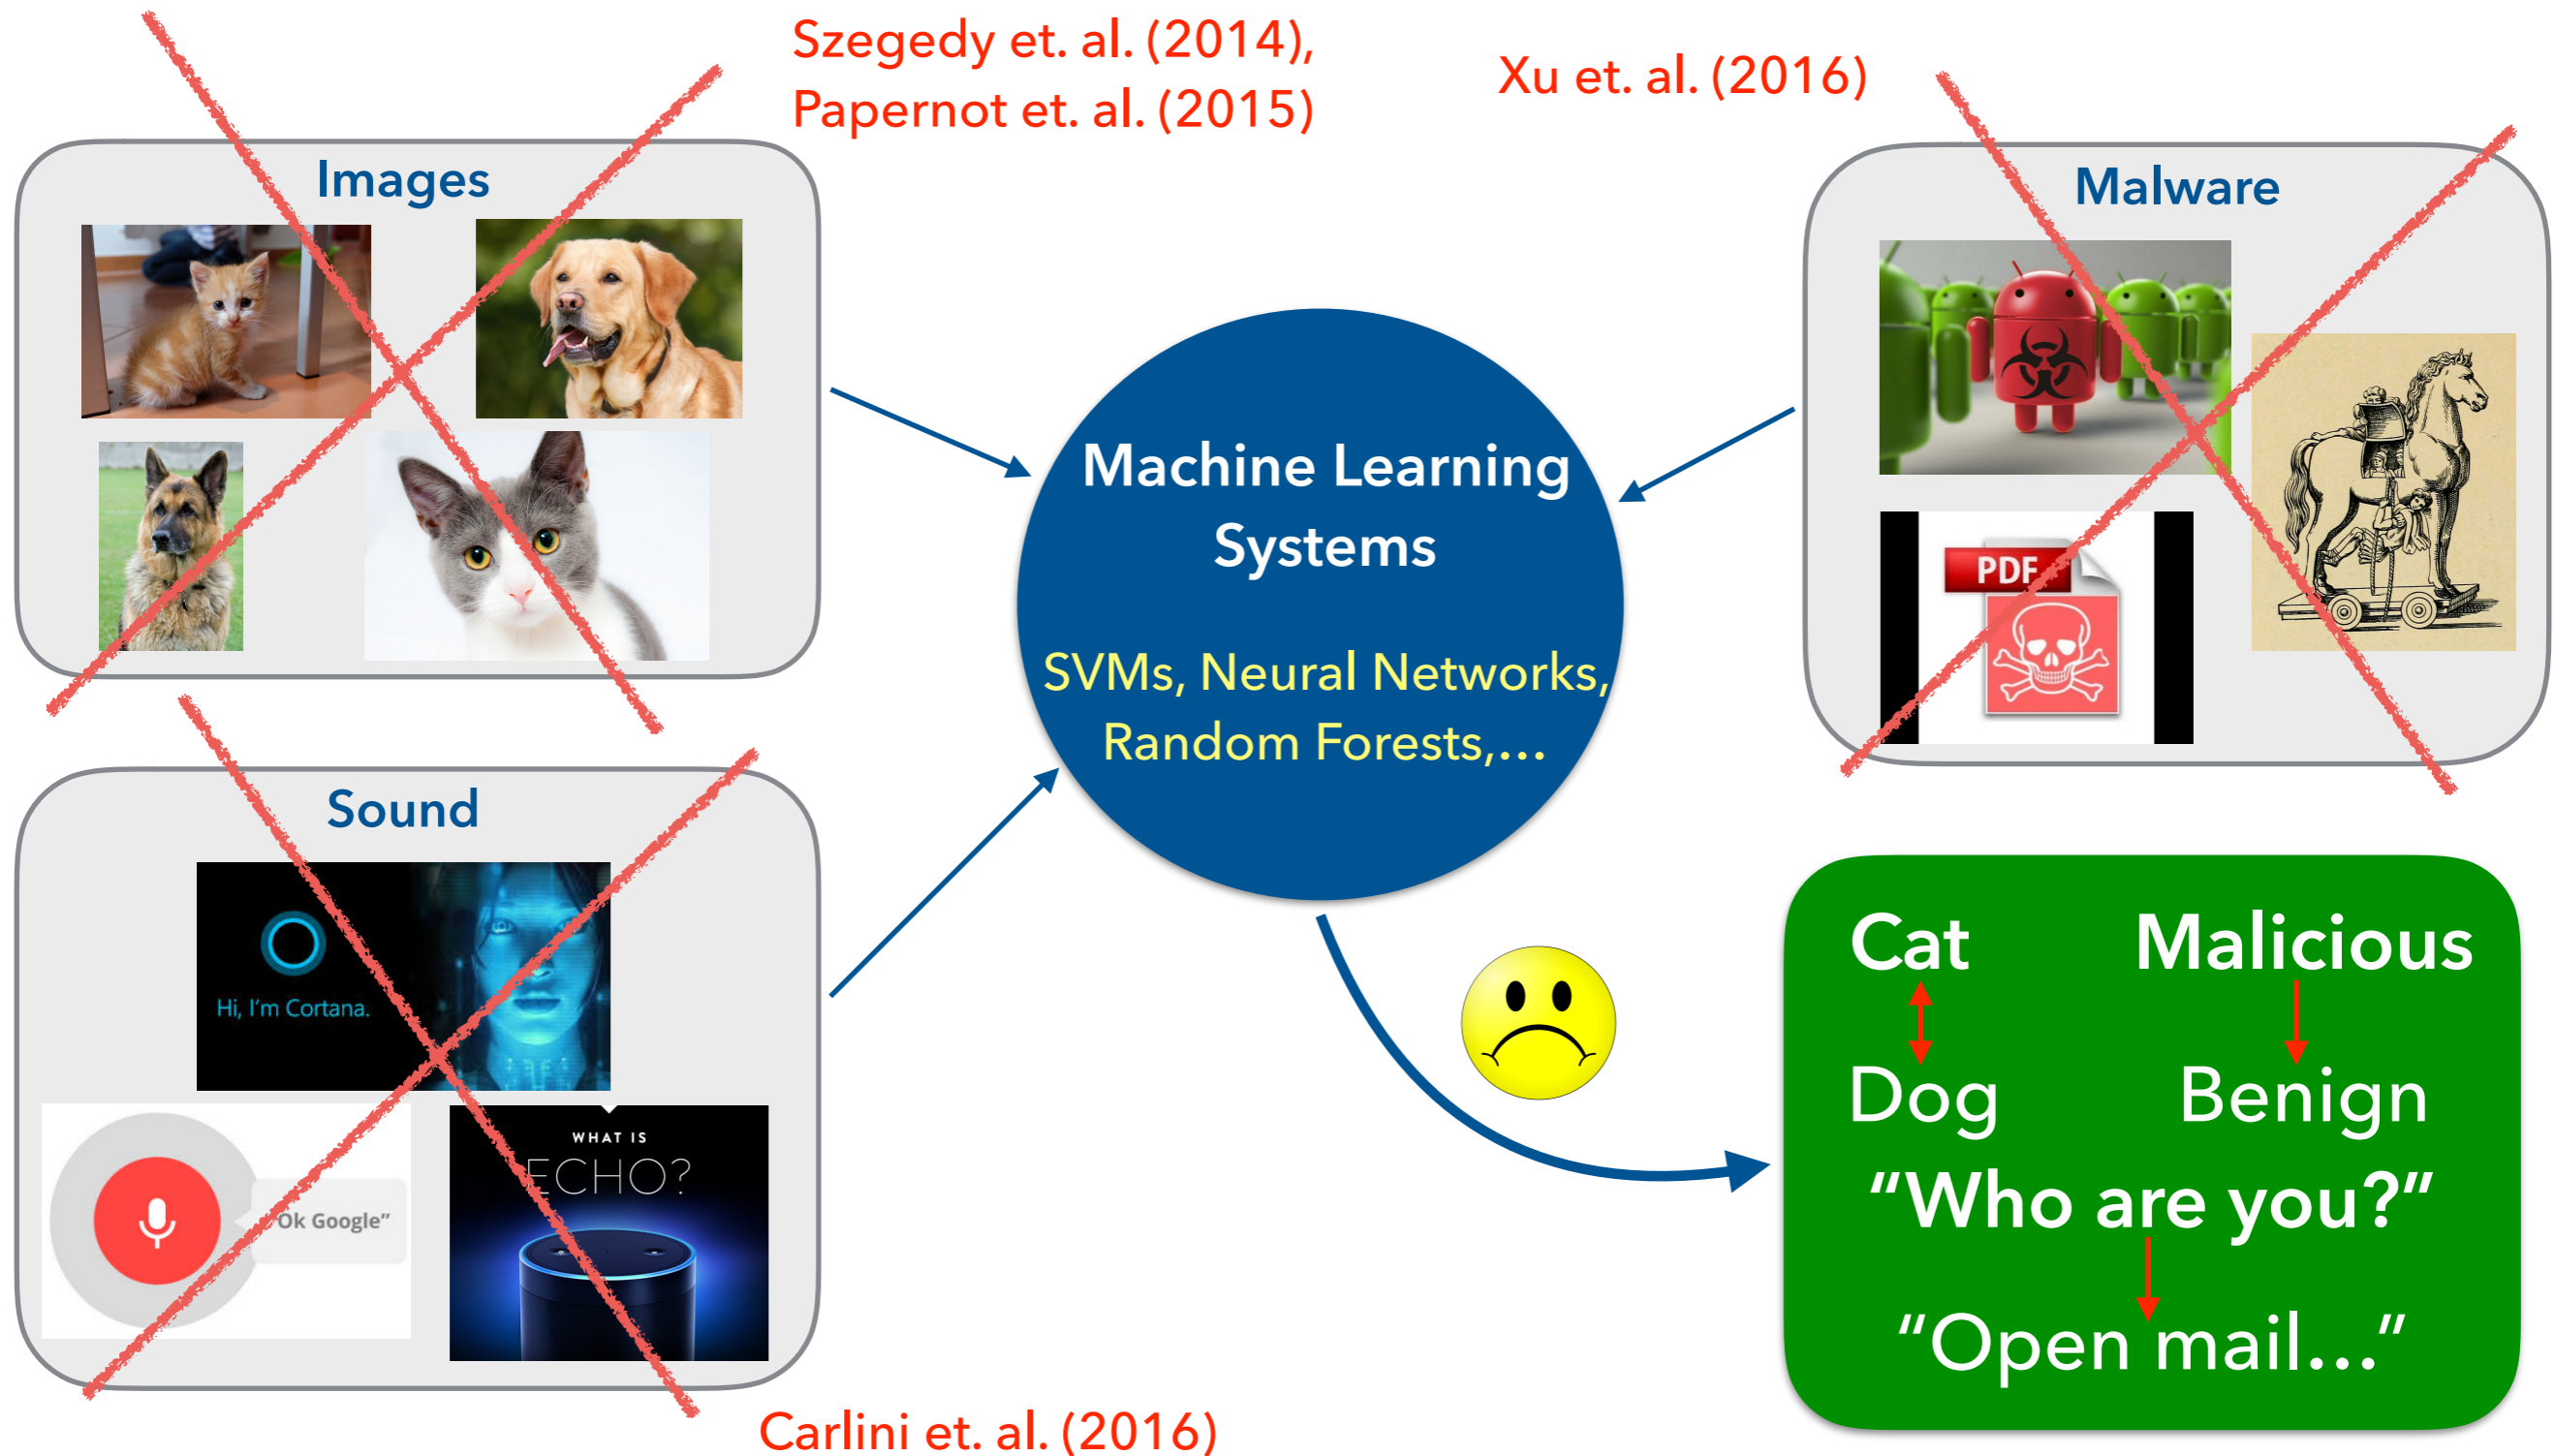 Szegedy et. al. (2014),
Papernot et. al. (2015)
Xu et. al. (2016)
Images
Malware
PDF
Machine Learning
Systems
SVMs, Neural Networks,
Random Forests,...
Sound
Hi, I'm Cortana.
"Ok Google"
WHAT IS
ECHO?
Carlini et. al. (2016)
Cat
Malicious
Dog
Benign
"Who are you?"
"Open mail..."